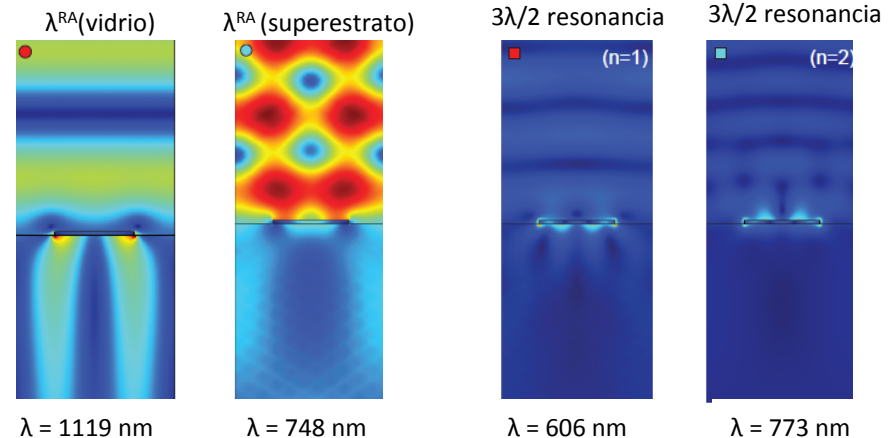 λᴿᴬ(vidrio)
λᴿᴬ (superestrato)
3λ/2 resonancia
3λ/2 resonancia
(n=1)
(n=2)
λ = 1119 nm
λ = 748 nm
λ = 606 nm
λ = 773 nm